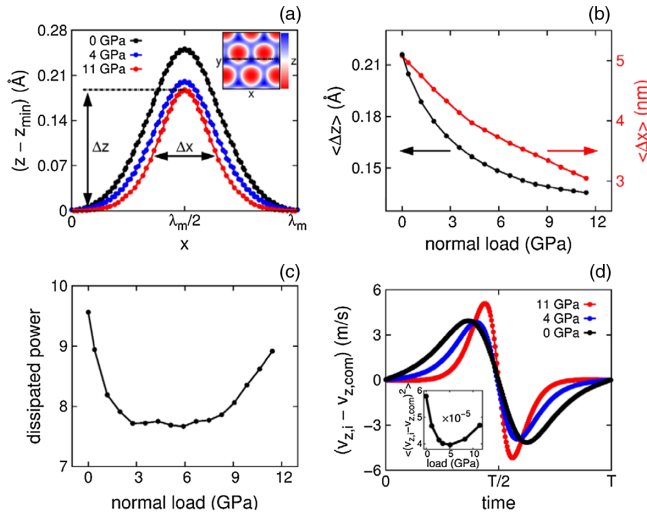 (a)
0 GPa
4 GPa
11 GPa
0.28
0.21
0.14
0.07
0
(z - z_min) (Å)
Δz
Δx
y
x
z
0
λ_m/2
λ_m
x
(b)
0.21
0.18
0.15
<Δz> (Å)
5
4
3
<Δx> (nm)
0 3 6 9 12
normal load (GPa)
(c)
10
9
8
7
dissipated power
0 3 6 9 12
normal load (GPa)
(d)
11 GPa
4 GPa
0 GPa
6
3
0
-3
-6
(v_z,i − v_z,com) (m/s)
6
5
4
<(v_z,i-v_z,com)²>
×10⁻⁵
0 5 10
load (GPa)
0
T/2
T
time